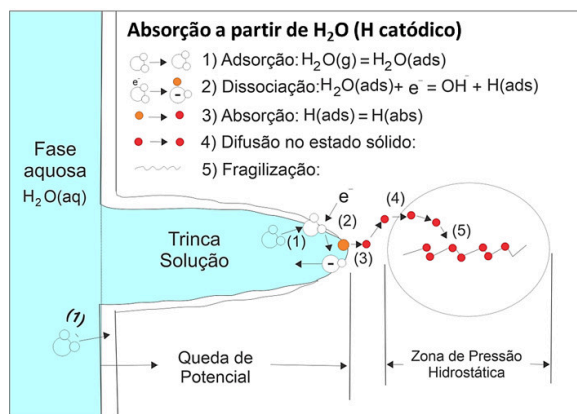 Absorção a partir de H₂O (H catódico)
1) Adsorção: H₂O(g) = H₂O(ads)
e⁻
2) Dissociação: H₂O(ads)+ e⁻ = OH⁻ + H(ads)
-
3) Absorção: H(ads) = H(abs)
4) Difusão no estado sólido:
5) Fragilização:
Fase
aquosa
H₂O(aq)
Trinca
Solução
e⁻
(1)
(2)
-
(3)
(4)
(5)
(1)
Queda de
Potencial
Zona de Pressão
Hidrostática